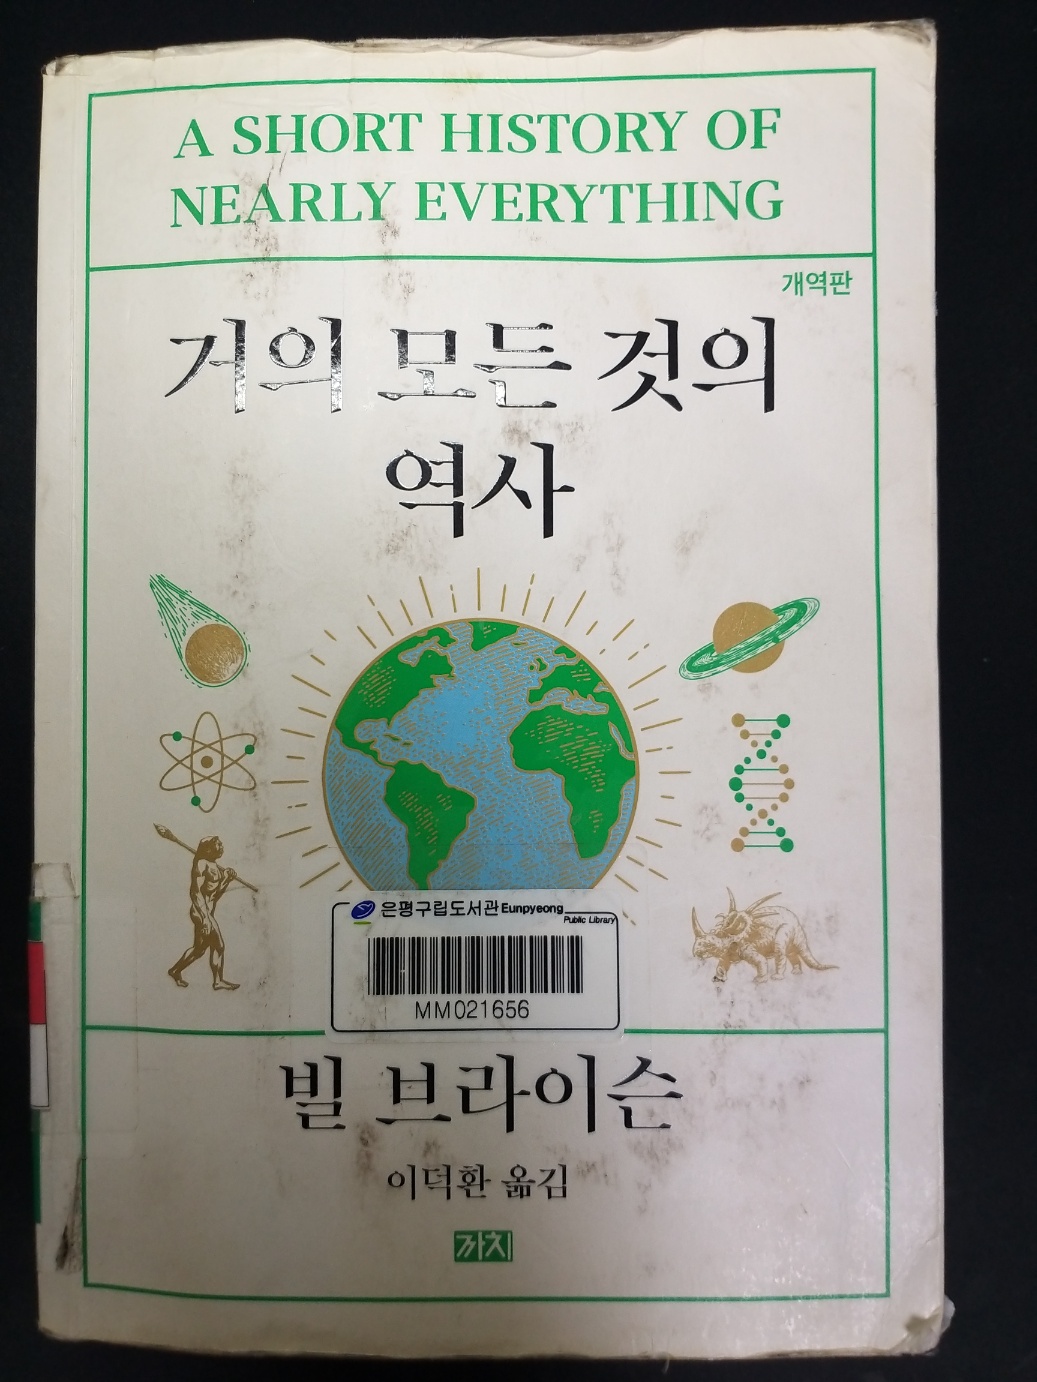 A SHORT HISTORY OF
NEARLY EVERYTHING
개역판
거의 모든 것의
역사
은평구립도서관 Eunpyeong
Public Library
MM021656
빌 브라이슨
이덕환 옮김
까치